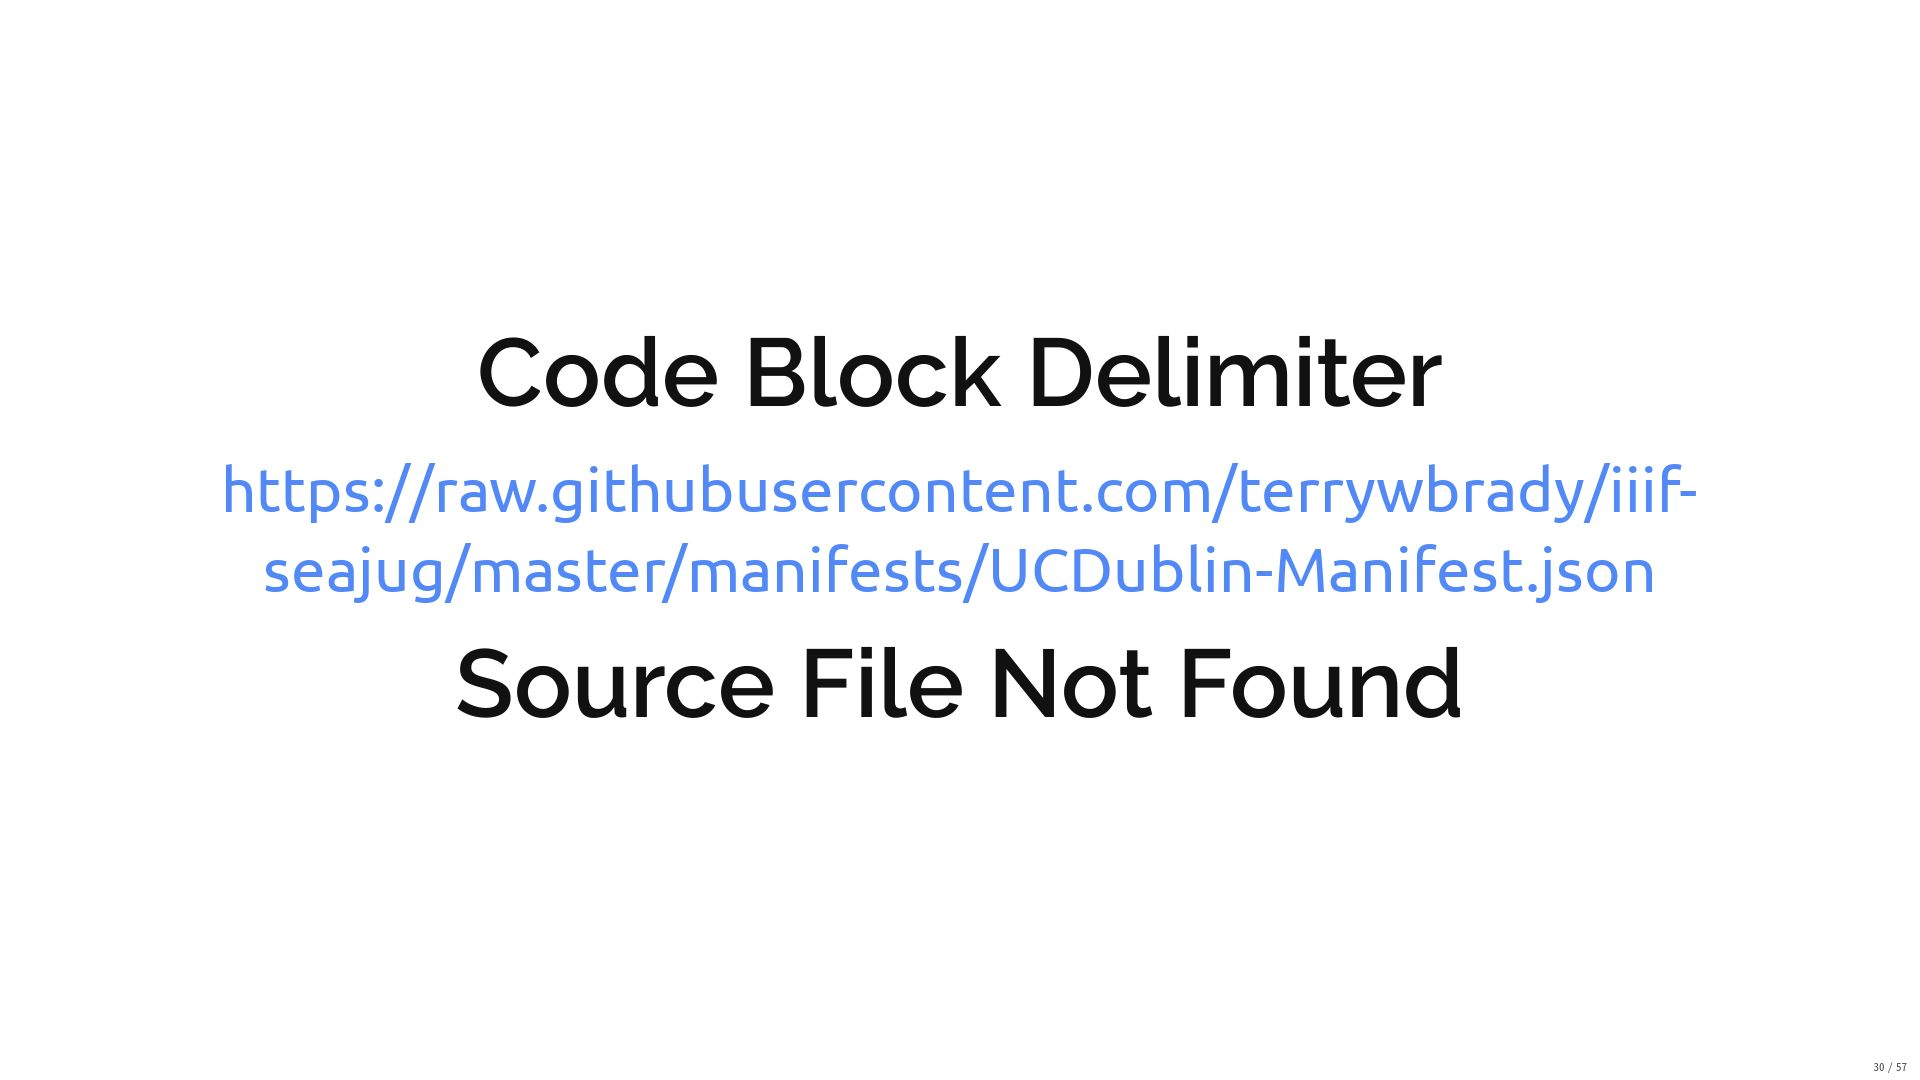 Code Block Delimiter
https://raw.githubusercontent.com/terrywbrady/iiif-
seajug/master/manifests/UCDublin-Manifest.json
Source File Not Found
30 / 57